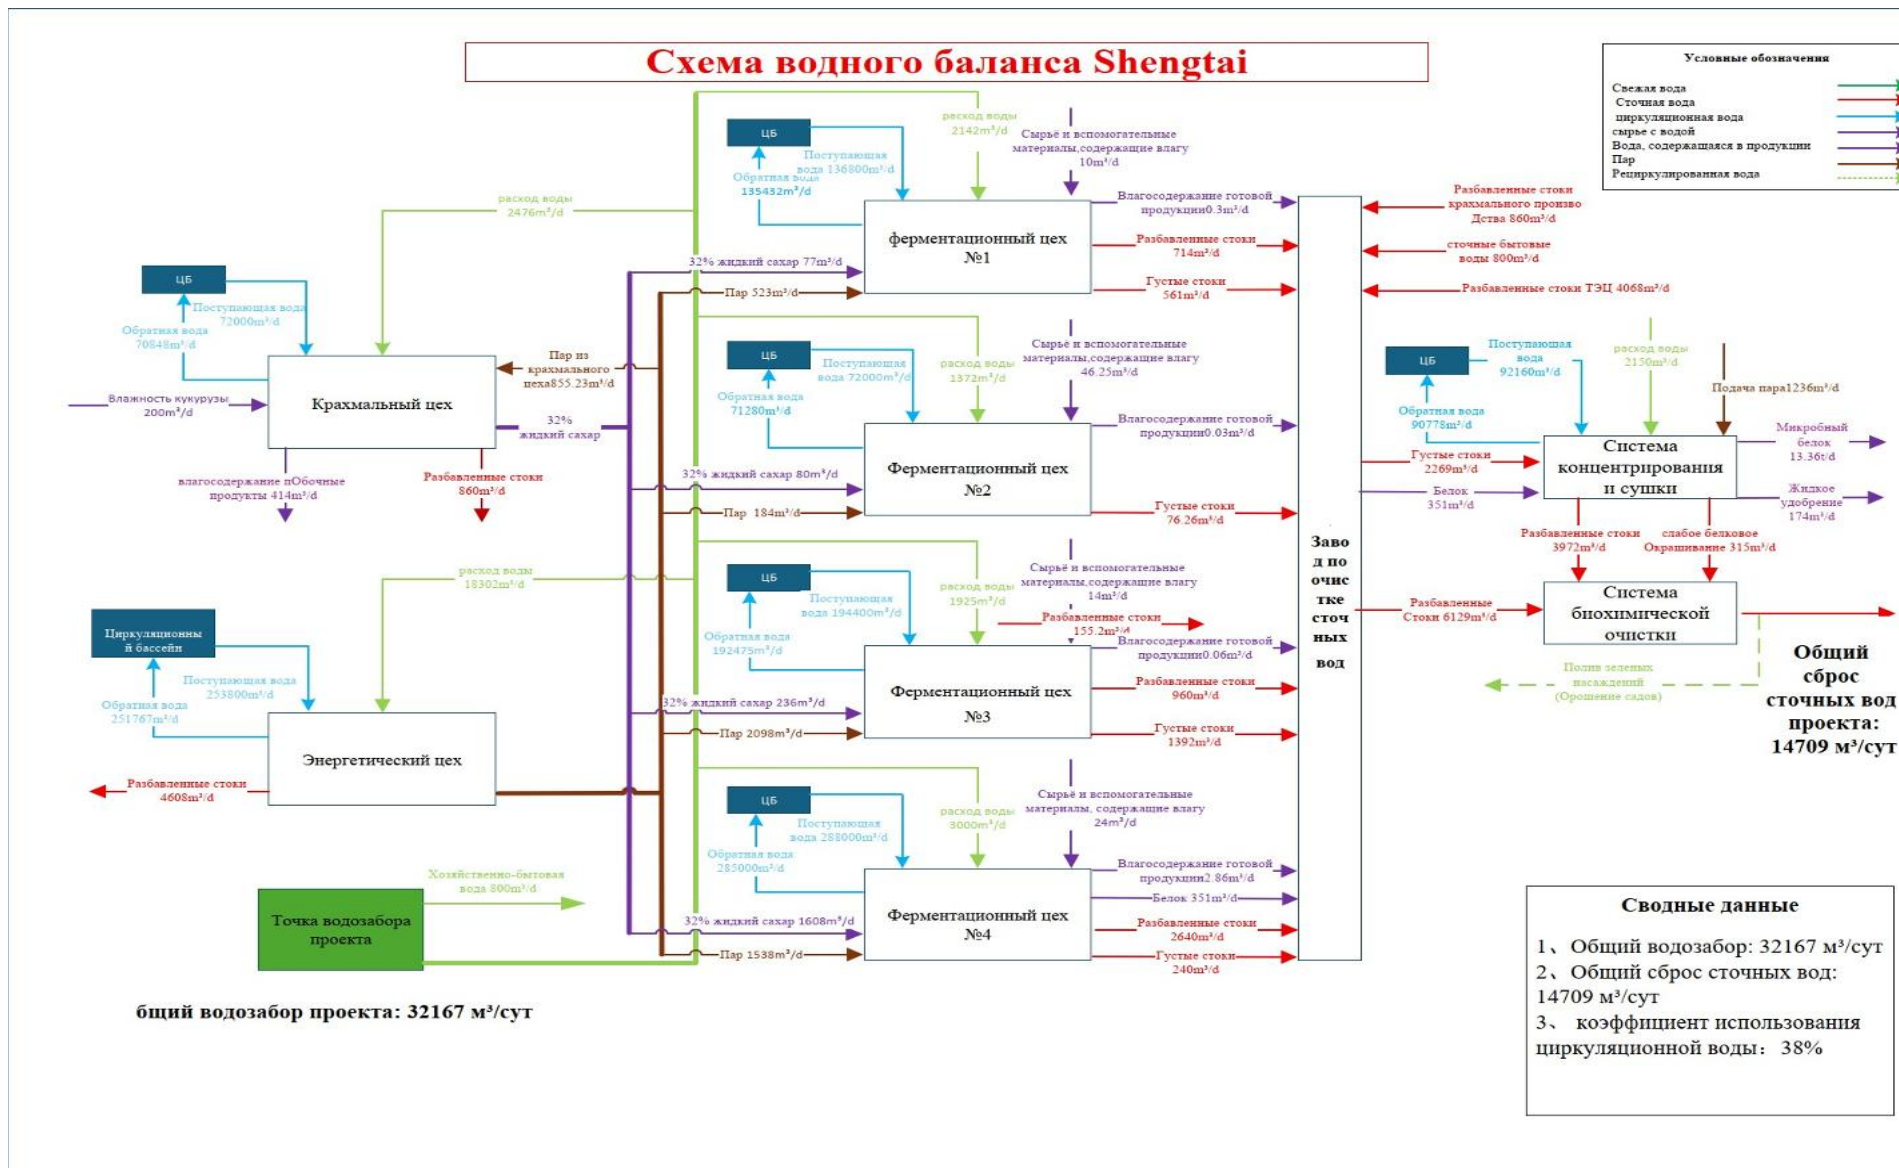 Схема водного баланса Shengtai
Условные обозначения
Свежая вода
Сточная вода
циркуляционная вода
сырье с водой
Вода, содержащаяся в продукции
Пар
Рециркулированная вода
ЦБ
Поступающая
вода 136800m³/d
Обратная вода
135432m³/d
расход воды
2142m³/d
Сырьё и вспомогательные
материалы,содержащие влагу
10m³/d
ферментационный цех
№1
32% жидкий сахар 77m³/d
Пар 523m³/d
Влагосодержание готовой
продукции0.3m³/d
Разбавленные стоки
714m³/d
Густые стоки
561m³/d
Разбавленные стоки
крахмального произво
Дства 860m³/d
сточные бытовые
воды 800m³/d
Разбавленные стоки ТЭЦ 4068m³/d
расход воды
2476m³/d
ЦБ
Поступающая вода
72000m³/d
Обратная вода
70848m³/d
Влажность кукурузы
200m³/d
Крахмальный цех
Пар из
крахмального
цеха855.23m³/d
32%
жидкий сахар
влагосодержание пОбочные
продукты 414m³/d
Разбавленные стоки
860m³/d
ЦБ
Поступающая
вода 72000m³/d
Обратная вода
71280m³/d
расход воды
1372m³/d
Сырьё и вспомогательные
материалы,содержащие влагу
46.25m³/d
Ферментационный цех
№2
32% жидкий сахар 80m³/d
Пар 184m³/d
Влагосодержание готовой
продукции0.03m³/d
Густые стоки
76.26m³/d
ЦБ
Поступающая
вода
92160m³/d
Обратная вода
90778m³/d
расход воды
2150m³/d
Подача пара1236m³/d
Густые стоки
2269m³/d
Белок
351m³/d
Система
концентрирования
и сушки
Микробный
белок
13.36t/d
Жидкое
удобрение
174m³/d
Разбавленные стоки
3972m³/d
слабое белковое
Окрашивание 315m³/d
Заво
д по
очис
тке
сточ
ных
вод
расход воды
18302m³/d
Циркуляционны
й бассейн
Поступающая вода
253800m³/d
Обратная вода
251767m³/d
Энергетический цех
Разбавленные стоки
4608m³/d
ЦБ
Поступающая
вода 194400m³/d
Обратная вода
192475m³/d
расход воды
1925m³/d
Сырьё и вспомогательные
материалы,содержащие влагу
14m³/d
Разбавленные стоки
155.2m³/d
Влагосодержание готовой
продукции0.06m³/d
Ферментационный цех
№3
32% жидкий сахар 236m³/d
Пар 2098m³/d
Разбавленные стоки
960m³/d
Густые стоки
1392m³/d
Разбавленные
Стоки 6129m³/d
Система
биохимической
очистки
Полив зеленых
насаждений
(Орошение садов)
Общий
сброс
сточных вод
проекта:
14709 м³/сут
ЦБ
Поступающая
вода 288000m³/d
Обратная вода
285000m³/d
расход воды
3000m³/d
Сырьё и вспомогательные
материалы, содержащие влагу
24m³/d
Ферментационный цех
№4
32% жидкий сахар 1608m³/d
Пар 1538m³/d
Влагосодержание готовой
продукции2.86m³/d
Белок 351m³/d
Разбавленные стоки
2640m³/d
Густые стоки
240m³/d
Хозяйственно-бытовая
вода 800m³/d
Точка водозабора
проекта
бщий водозабор проекта: 32167 м³/сут
Сводные данные
1、Общий водозабор: 32167 м³/сут
2、Общий сброс сточных вод:
14709 м³/сут
3、 коэффициент использования
циркуляционной воды： 38%